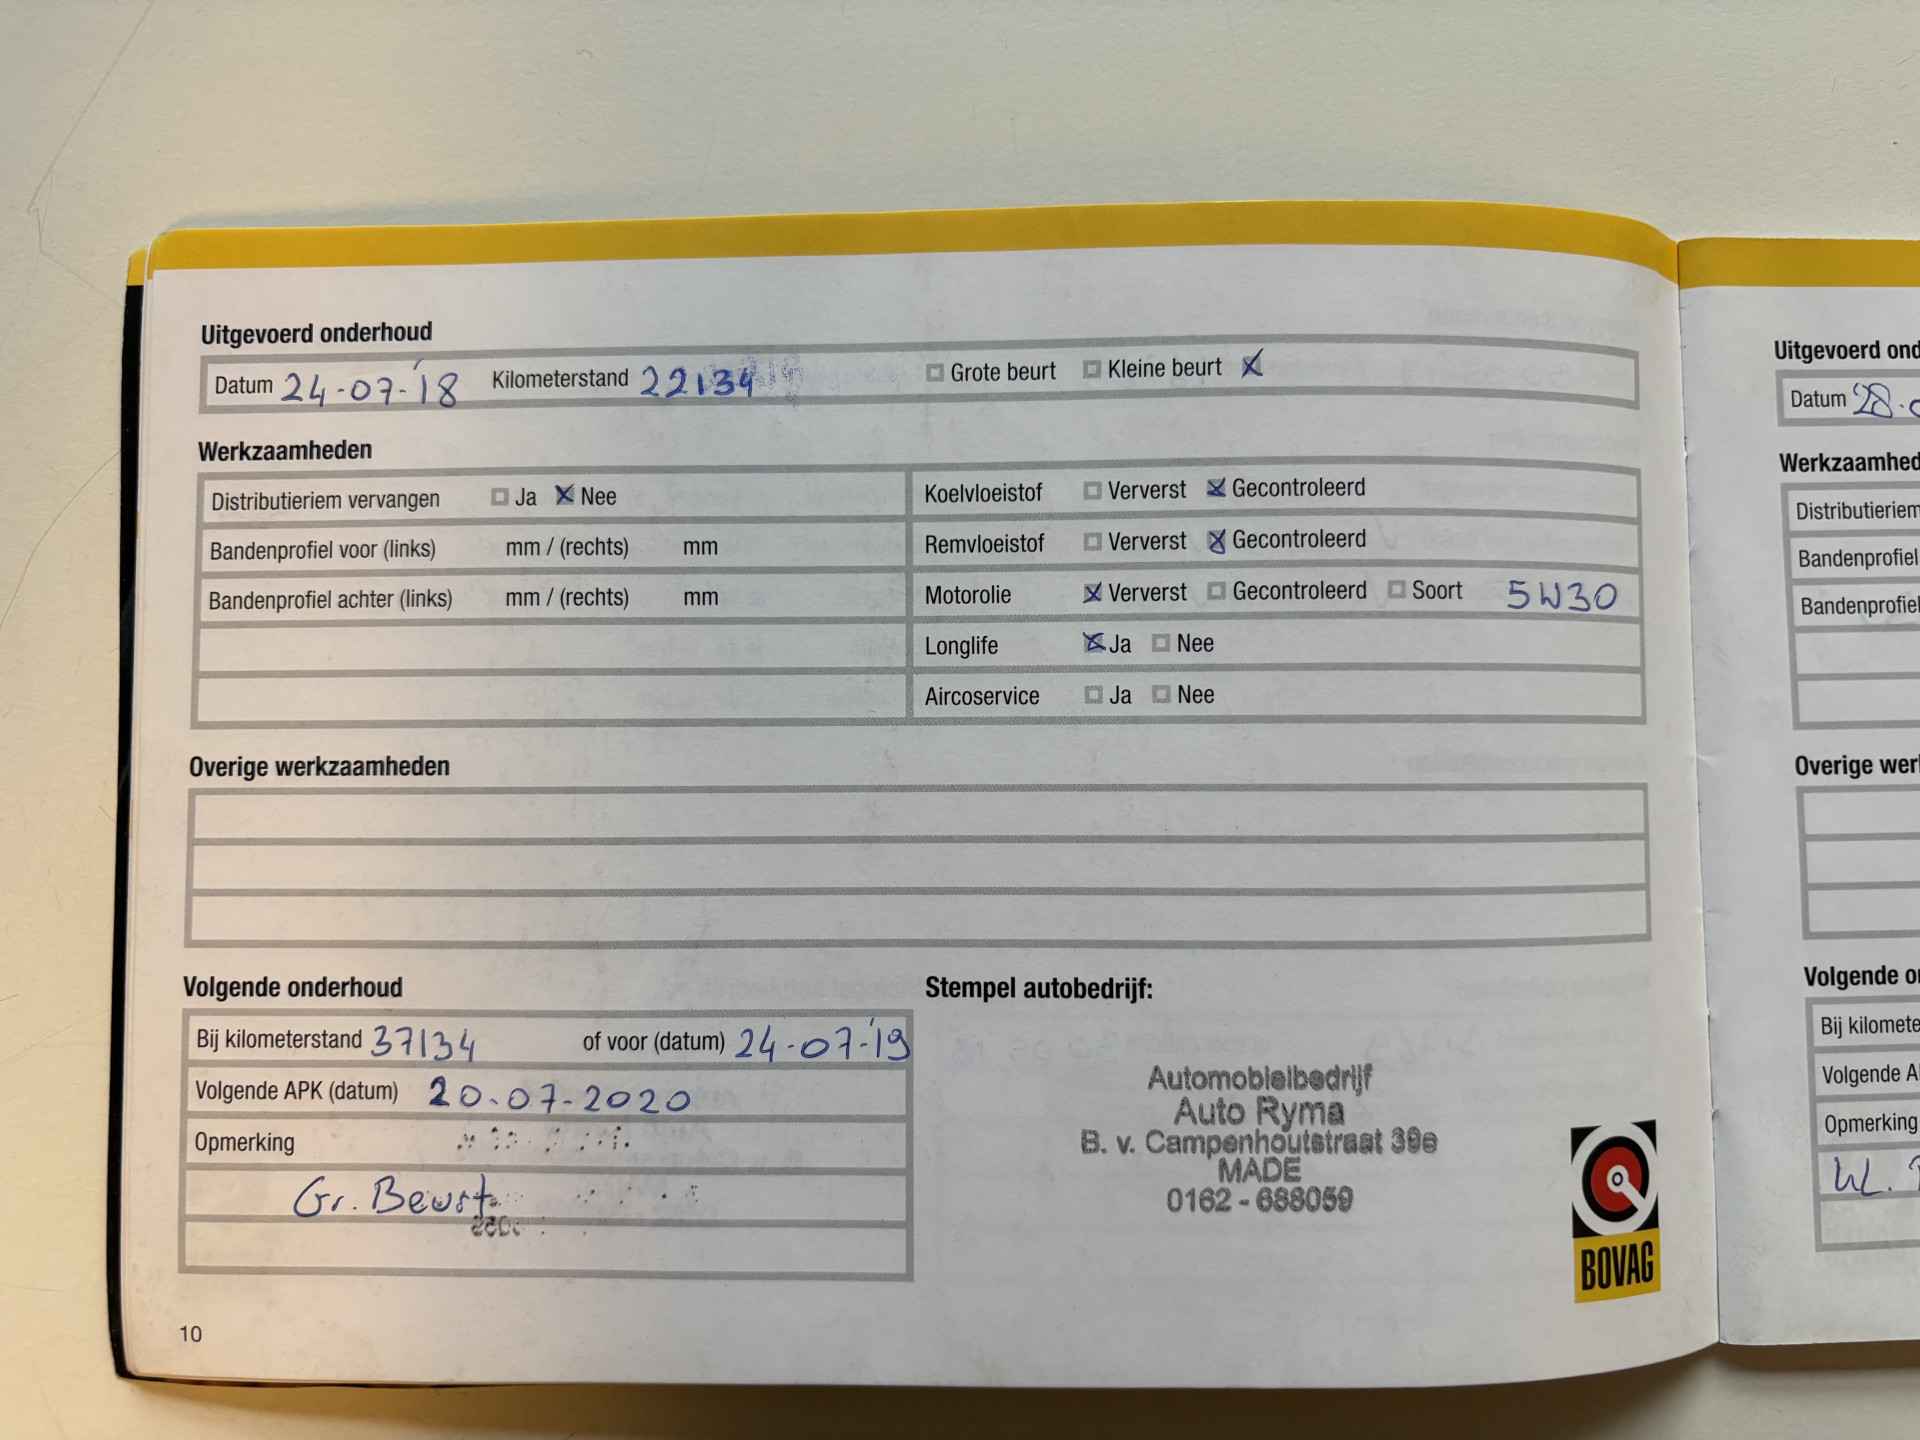 Uitgevoerd onderhoud
Datum 24-07-'18 Kilometerstand 22134 Grote beurt Kleine beurt
Werkzaamheden
Distributieriem vervangen Ja Nee
Bandenprofiel voor (links) mm / (rechts) mm
Bandenprofiel achter (links) mm / (rechts) mm
Koelvloeistof Ververst Gecontroleerd
Remvloeistof Ververst Gecontroleerd
Motorolie Ververst Gecontroleerd Soort 5W30
Longlife Ja Nee
Aircoservice Ja Nee
Overige werkzaamheden
Volgende onderhoud
Bij kilometerstand 37134 of voor (datum) 24-07-'19
Volgende APK (datum) 20-07-2020
Opmerking
Gr. Beurt
Stempel autobedrijf:
Automobielbedrijf
Auto Ryma
B. v. Campenhoutstraat 39e
MADE
0162 - 688059
BOVAG
10
Uitgevoerd
Datum 28
Distributieriem
Bandenprofiel
Bandenprofiel
Overige
Volgende
Bij
Volgende
Opmerking